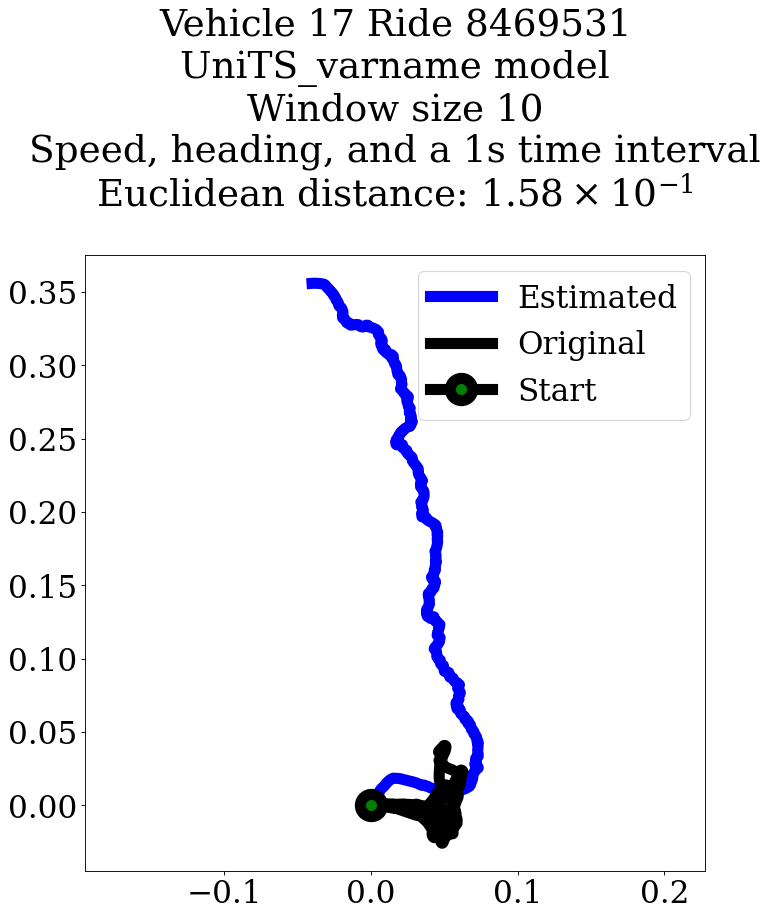 Vehicle 17 Ride 8469531
UniTS_varname model
Window size 10
Speed, heading, and a 1s time interval
Euclidean distance: 1.58 × 10⁻¹
Estimated
Original
Start
0.35
0.30
0.25
0.20
0.15
0.10
0.05
0.00
−0.1
0.0
0.1
0.2